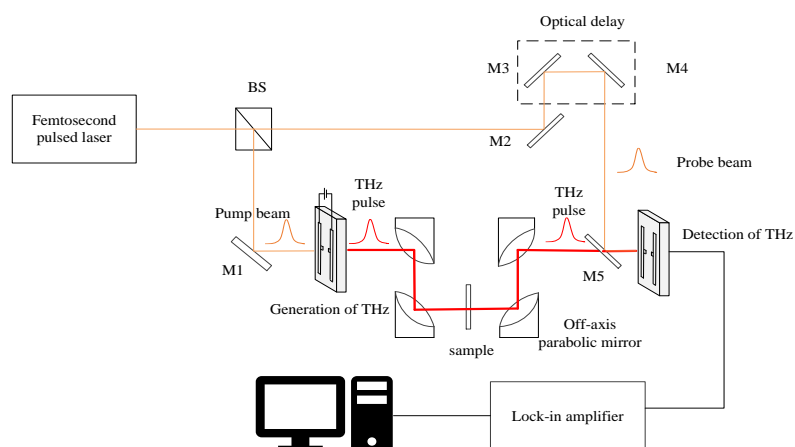 Optical delay
M3
M4
BS
Femtosecond
pulsed laser
M2
Probe beam
THz
pulse
THz
pulse
Pump beam
Detection of THz
M1
M5
Generation of THz
Off-axis
parabolic mirror
sample
Lock-in amplifier